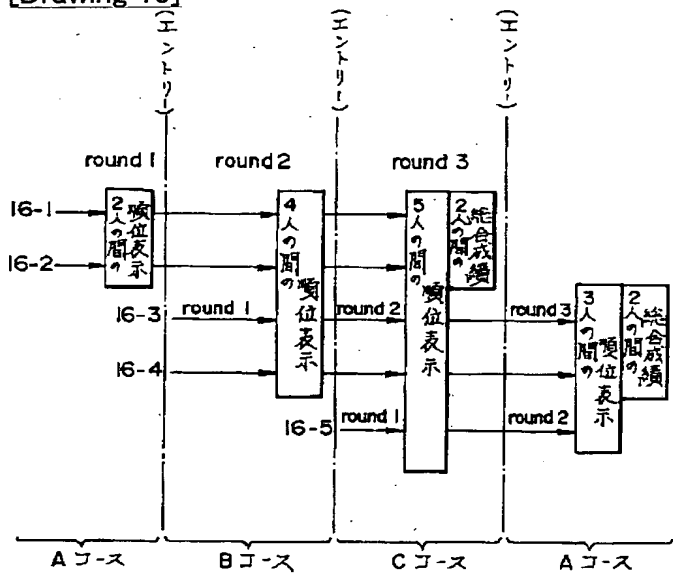 (エントリー)
(エントリー)
(エントリー)
round 1
round 2
round 3
16-1
2人の間の
順位表示
4人の間の
順位表示
5人の間の
順位表示
2人の間の
総合成績
16-2
16-3
round 1
round 2
round 3
3人の間の
順位表示
2人の間の
総合成績
16-4
16-5
round 1
round 2
Aコース
Bコース
Cコース
Aコース